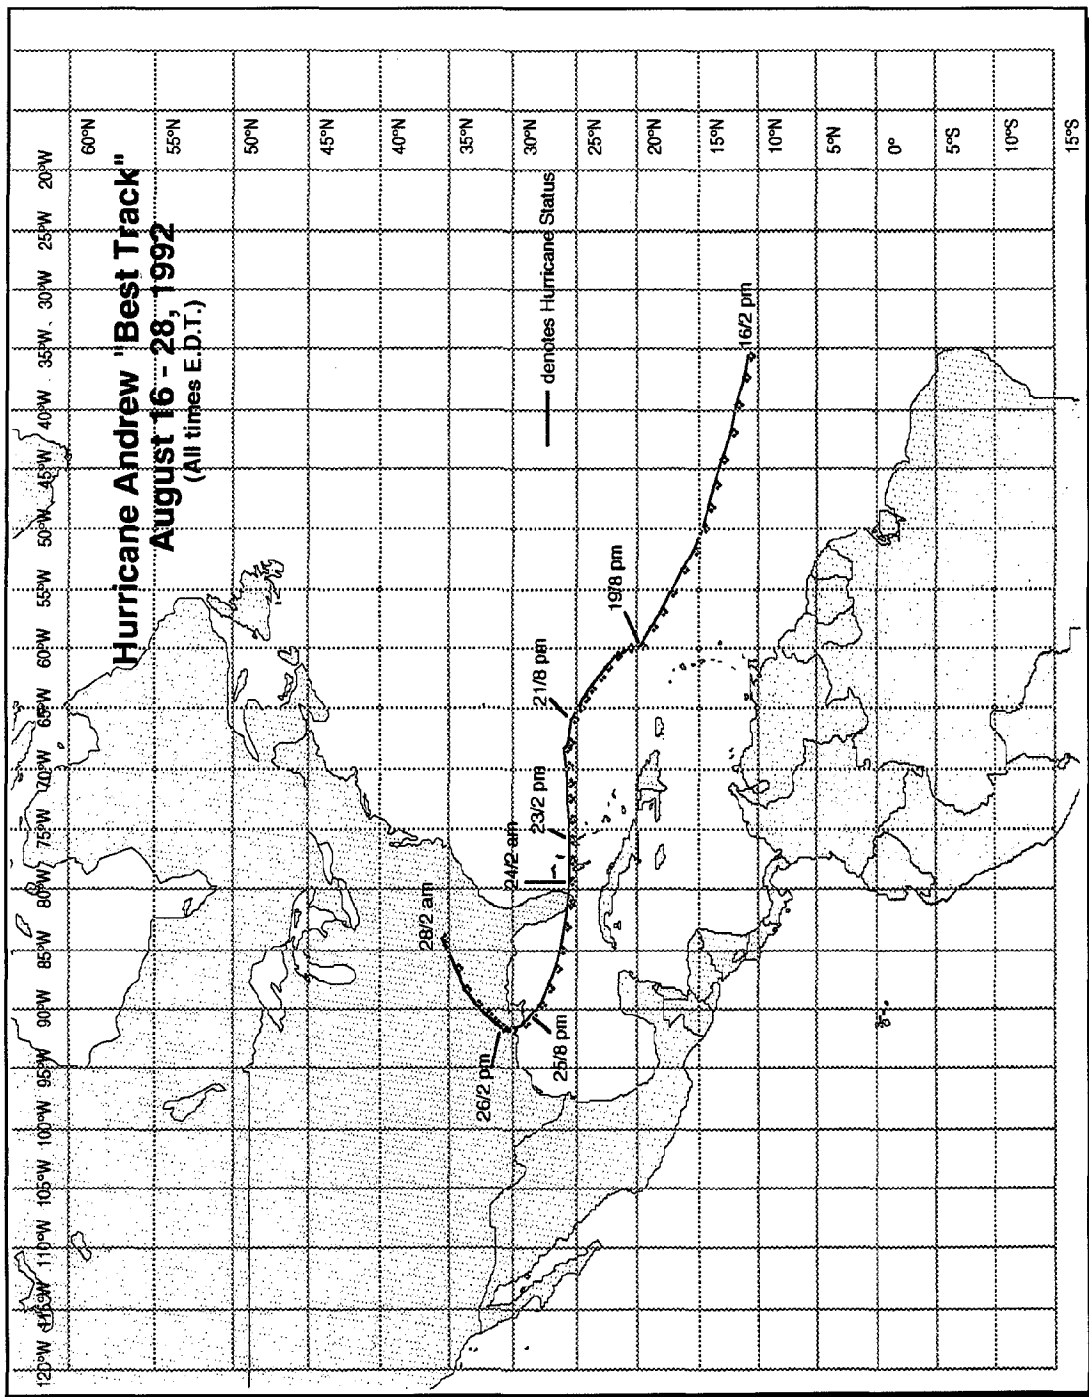 Hurricane Andrew "Best Track"
August 16 - 28, 1992
(All times E.D.T.)
120°W 115°W 110°W 105°W 100°W 95°W 90°W 85°W 80°W 75°W 70°W 65°W 60°W 55°W 50°W 45°W 40°W 35°W 30°W 25°W 20°W
60°N
55°N
50°N
40°N
28/2 am
35°N
26/2 pm
24/2 am
denotes Hurricane Status
30°N
23/2 pm
21/8 pm
25/8 pm
25°N
19/8 pm
20°N
15°N
16/2 pm
5°N
0°
5°S
10°S
15°S